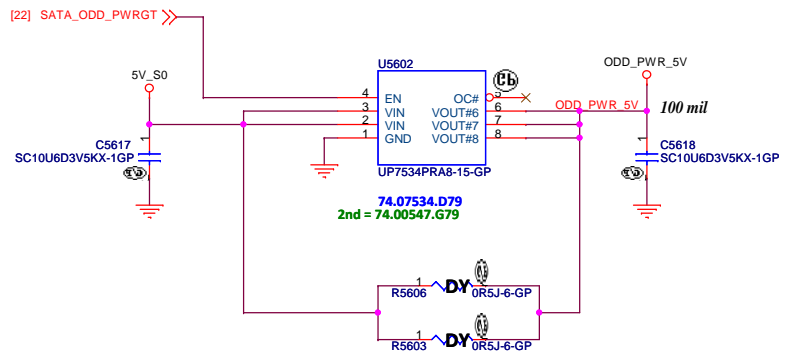 [22] SATA_ODD_PWRGT
5V_S0
U5602
ODD_PWR_5V
4 EN OC# 5
3 VIN VOUT#6 6 ODD_PWR_5V 100 mil
2 VIN VOUT#7 7
1 GND VOUT#8 8
C5617 1
SC10U6D3V5KX-1GP
C5618 1
SC10U6D3V5KX-1GP
UP7534PRA8-15-GP
74.07534.D79
2nd = 74.00547.G79
1 DY
R5606 0R5J-6-GP
1 DY
R5603 0R5J-6-GP